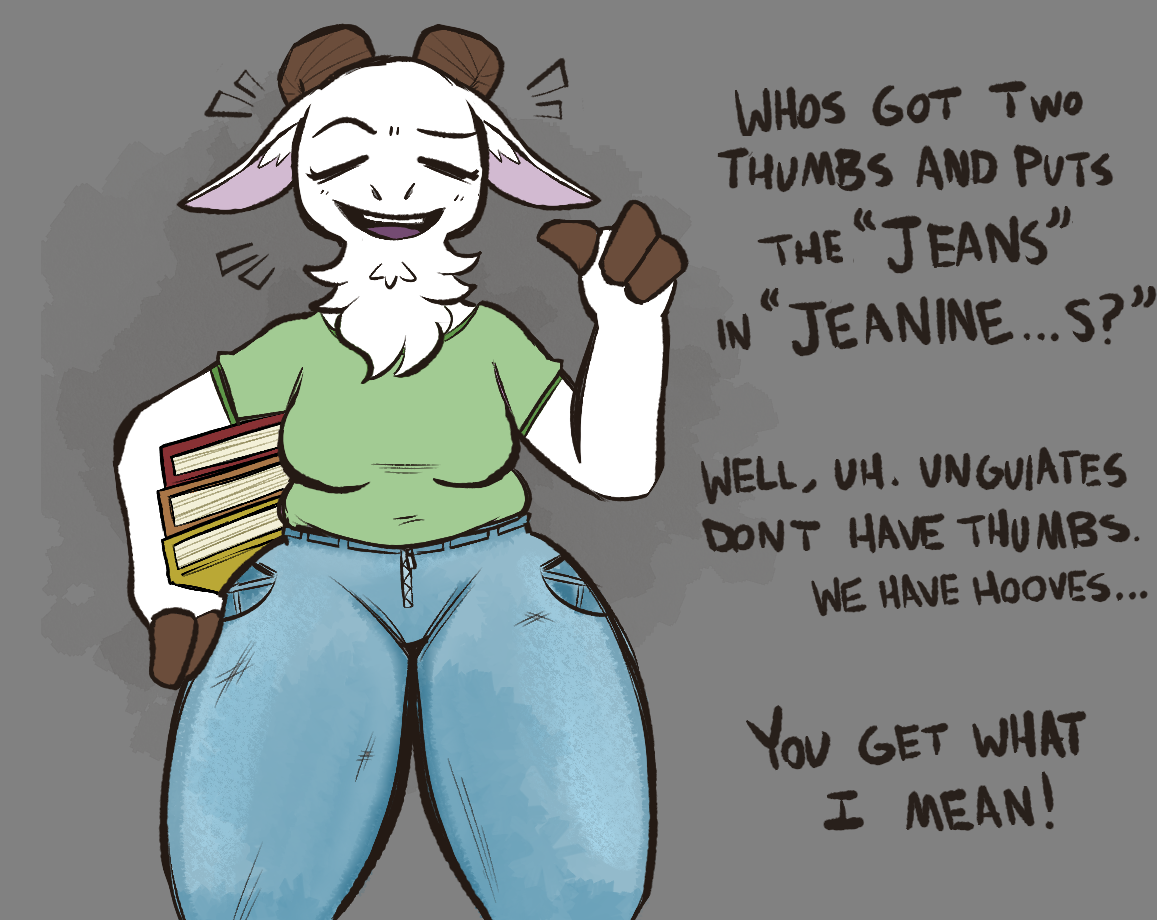 WHOS GOT TWO
THUMBS AND PUTS
THE "JEANS"
IN "JEANINE...S?"
WELL, UH. UNGUIATES
DONT HAVE THUMBS.
WE HAVE HOOVES...
YOU GET WHAT
I MEAN!